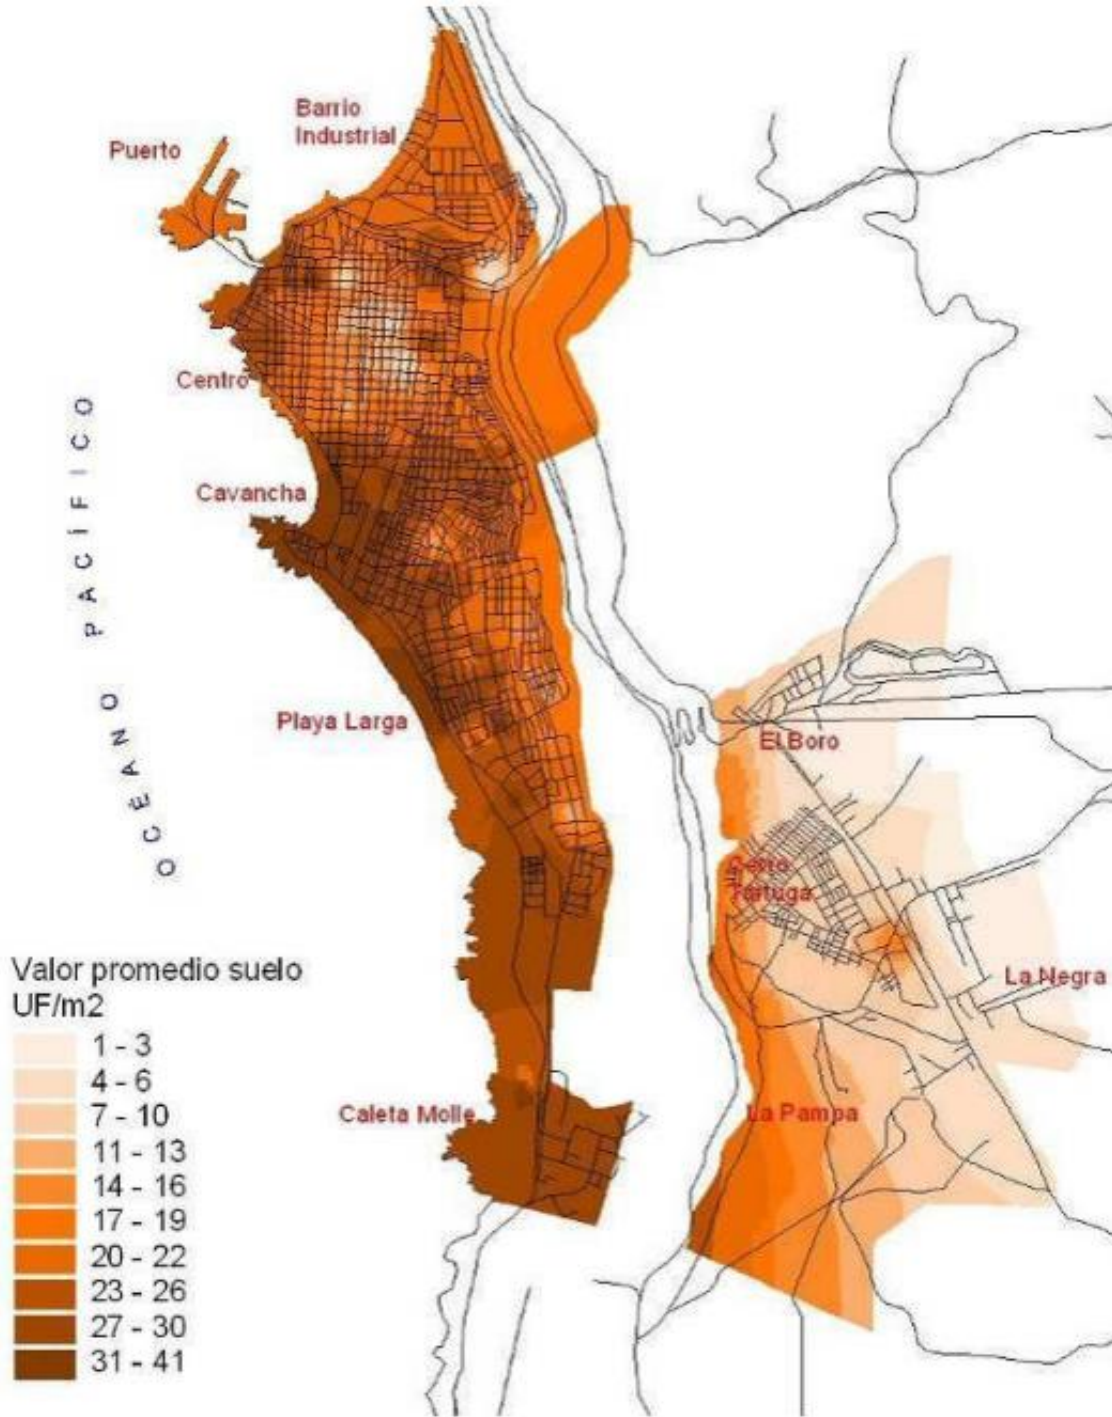 Barrio
Industrial
Puerto
Centro
Cavancha
OCÉANO PACÍFICO
Playa Larga
El Boro
Cerro
Tortuga
La Negra
Valor promedio suelo
UF/m2
1 - 3
4 - 6
7 - 10
11 - 13
14 - 16
17 - 19
20 - 22
23 - 26
27 - 30
31 - 41
Caleta Molle
La Pampa